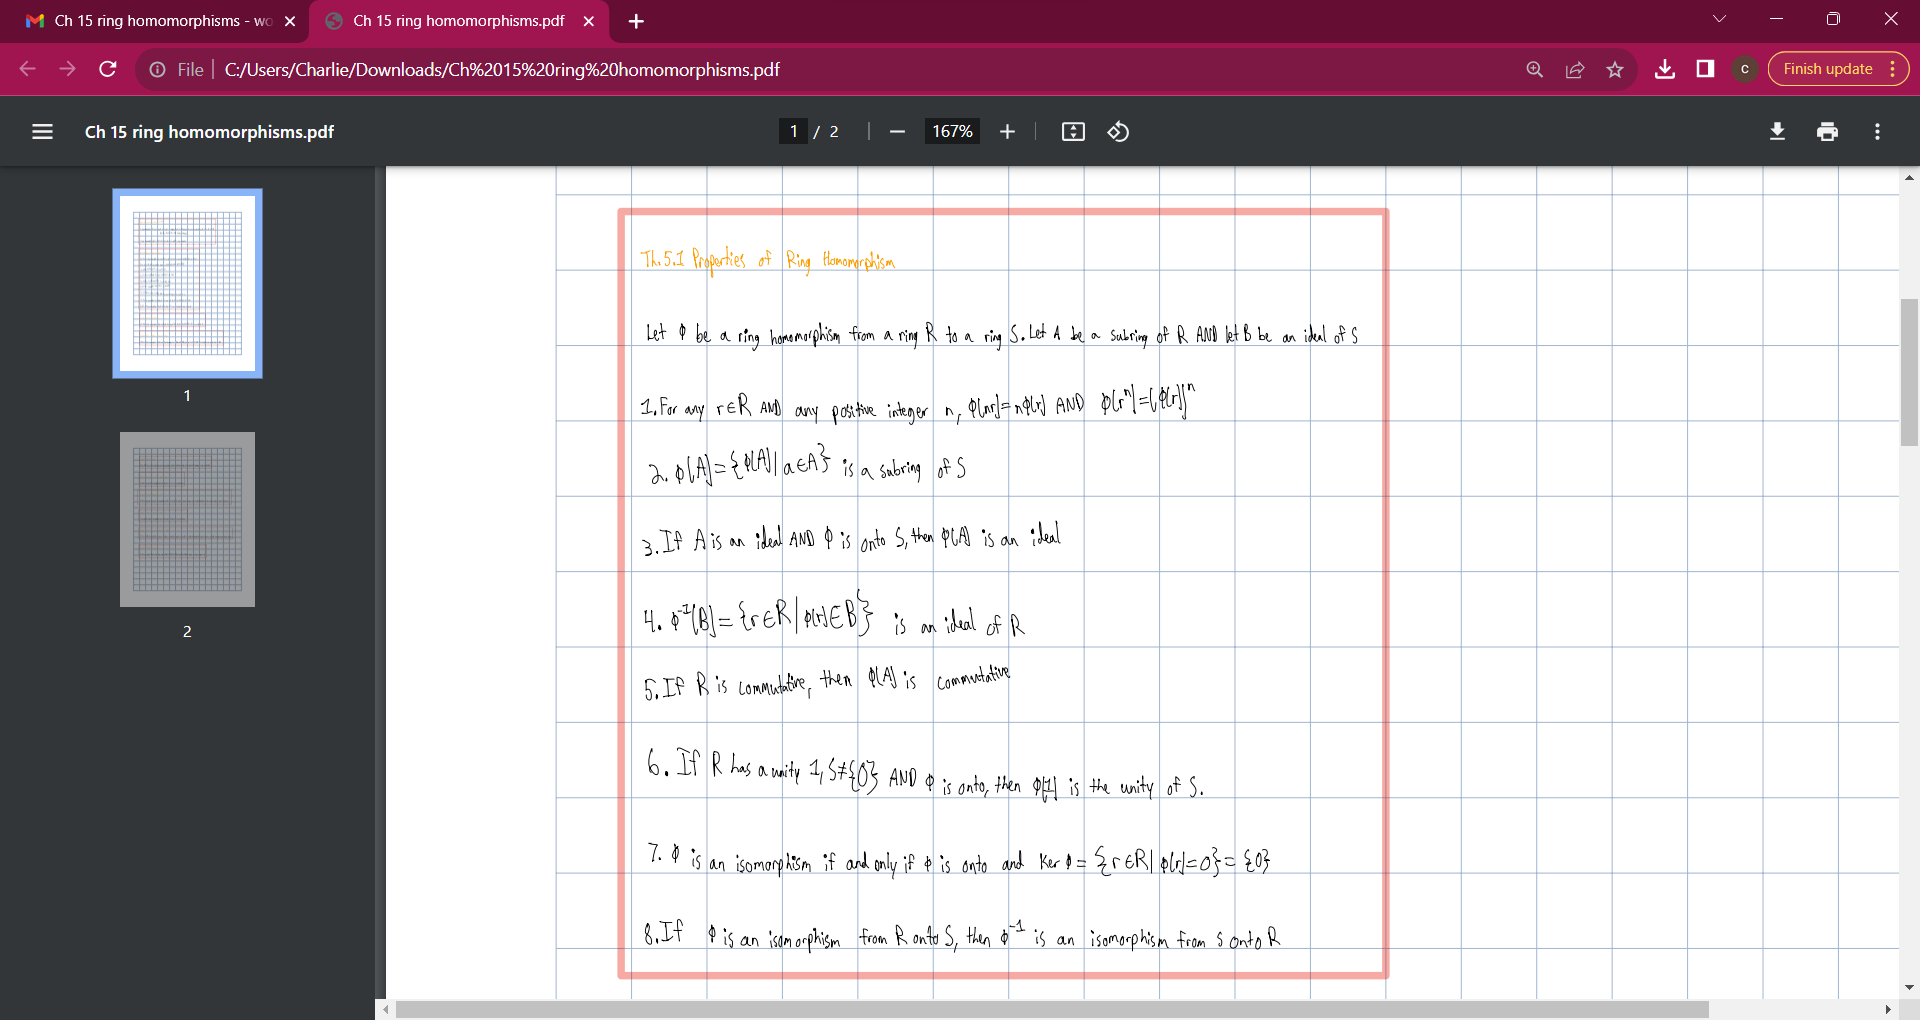 Ch 15 ring homomorphisms - wo
Ch 15 ring homomorphisms.pdf
File
C:/Users/Charlie/Downloads/Ch%2015%20ring%20homomorphisms.pdf
C
Finish update
Ch 15 ring homomorphisms.pdf
1 / 2
167%
1
2
Th.5.1 Properties of Ring Homomorphism
Let ϕ be a ring homomorphism from a ring R to a ring S. Let A be a subring of R AND let B be an ideal of S
1. For any r∈R AND any positive integer n, ϕ(nr)=nϕ(r) AND ϕ(rⁿ)=(ϕ(r))ⁿ
2. ϕ(A)={ϕ(A)|a∈A} is a subring of S
3. If A is an ideal AND ϕ is onto S, then ϕ(A) is an ideal
4. ϕ⁻¹(B)={r∈R|ϕ(r)∈B} is an ideal of R
5. If R is commutative, then ϕ(A) is commutative
6. If R has a unity 1, S≠{0} AND ϕ is onto, then ϕ(1) is the unity of S.
7. ϕ is an isomorphism if and only if ϕ is onto and Ker ϕ={r∈R|ϕ(r)=0}={0}
8. If ϕ is an isomorphism from R onto S, then ϕ⁻¹ is an isomorphism from S onto R